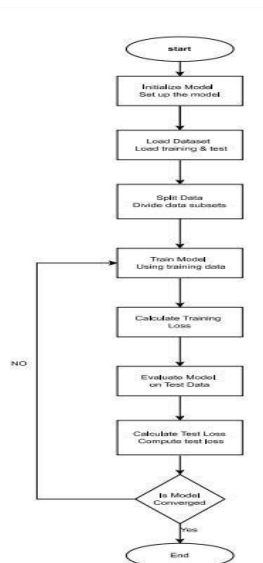 start
Initialize Model
Set up the model
Load Dataset
Load training & test
Split Data
Divide data subsets
Train Model
Using training data
Calculate Training
Loss
NO
Evaluate Model
on Test Data
Calculate Test Loss
Compute test loss
Is Model
Converged
Yes
End